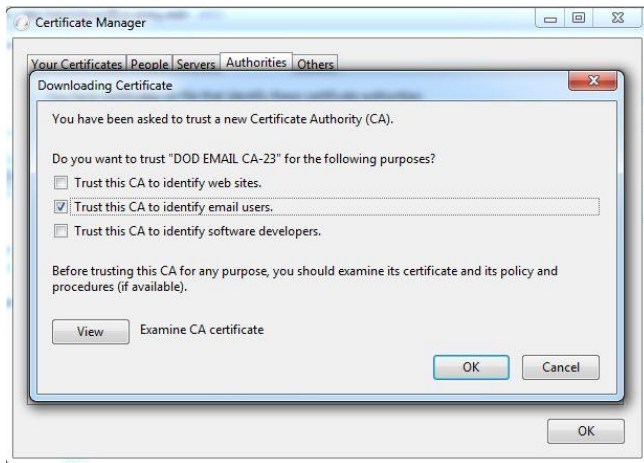 Certificate Manager
Your Certificates People Servers Authorities Others
Downloading Certificate
You have been asked to trust a new Certificate Authority (CA).
Do you want to trust "DOD EMAIL CA-23" for the following purposes?
Trust this CA to identify web sites.
Trust this CA to identify email users.
Trust this CA to identify software developers.
Before trusting this CA for any purpose, you should examine its certificate and its policy and
procedures (if available).
View Examine CA certificate
OK Cancel
OK